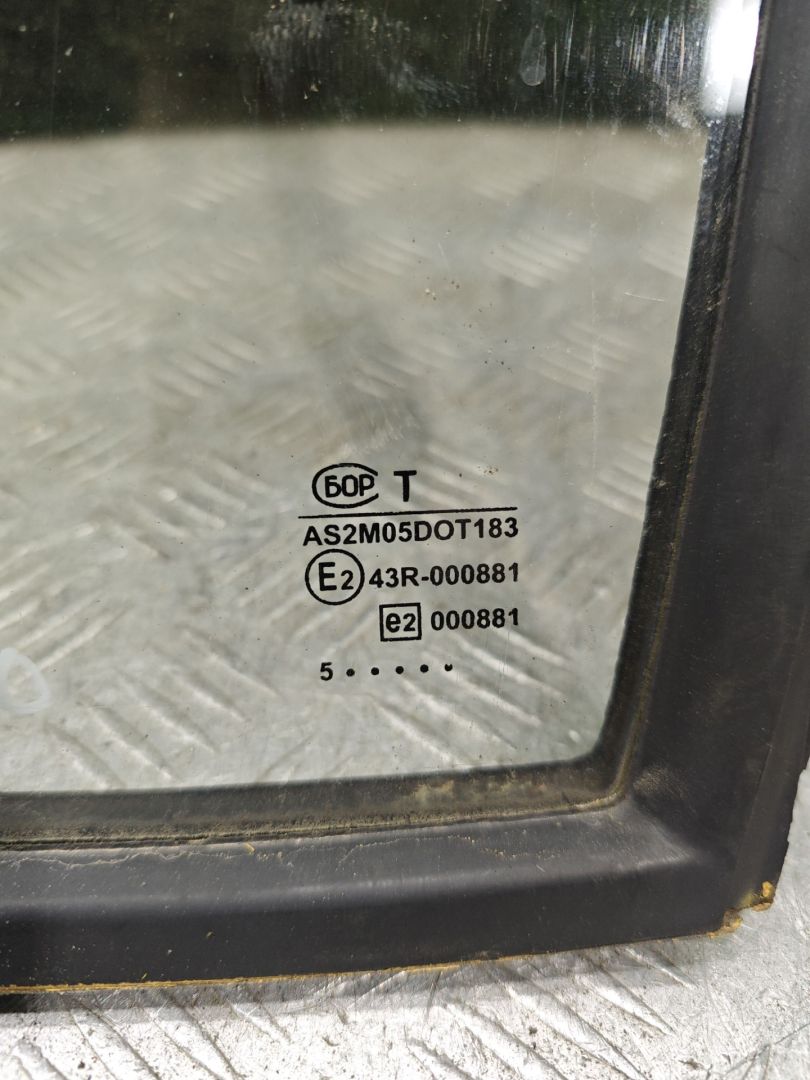 БОР T
AS2M05DOT183
E2 43R-000881
e2 000881
5 • • • • •